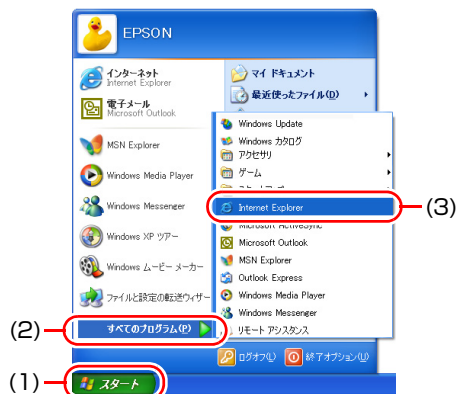 EPSON
インターネット
Internet Explorer
電子メール
Microsoft Outlook
MSN Explorer
Windows Media Player
Windows Messenger
Windows XP ツアー
Windows ムービー メーカー
ファイルと設定の転送ウィザー
(2)
すべてのプログラム(P)
(1)
スタート
マイ ドキュメント
最近使ったファイル(D)
Windows Update
Windows カタログ
アクセサリ
ゲーム
Internet Explorer
(3)
Microsoft ActiveSync
Microsoft Outlook
MSN Explorer
Outlook Express
Windows Media Player
Windows Messenger
リモート アシスタンス
ログオフ(L)
終了オプション(U)